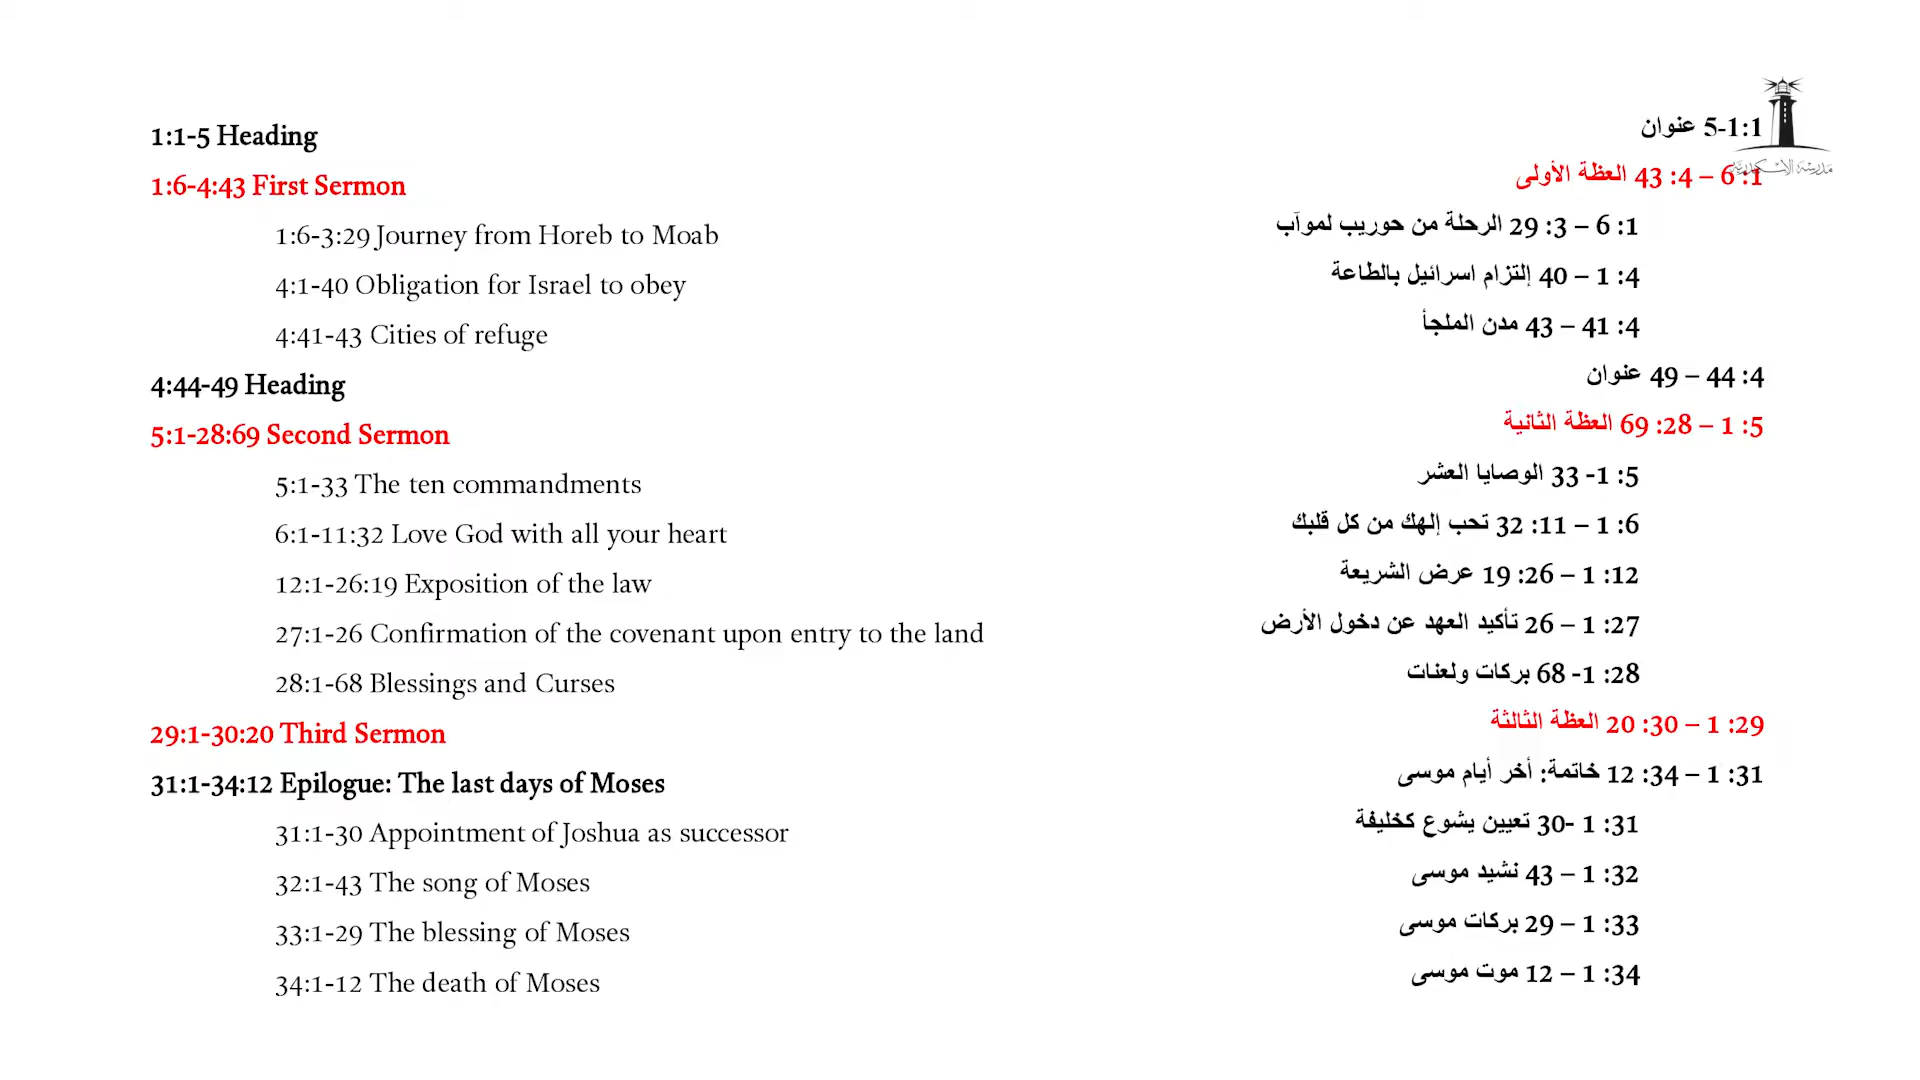 1:1-5 Heading
1:6-4:43 First Sermon
1:6-3:29 Journey from Horeb to Moab
4:1-40 Obligation for Israel to obey
4:41-43 Cities of refuge
4:44-49 Heading
5:1-28:69 Second Sermon
5:1-33 The ten commandments
6:1-11:32 Love God with all your heart
12:1-26:19 Exposition of the law
27:1-26 Confirmation of the covenant upon entry to the land
28:1-68 Blessings and Curses
29:1-30:20 Third Sermon
31:1-34:12 Epilogue: The last days of Moses
31:1-30 Appointment of Joshua as successor
32:1-43 The song of Moses
33:1-29 The blessing of Moses
34:1-12 The death of Moses
1:1-5 عنوان
1: 6 – 4: 43 العظة الأولى
1: 6 – 3: 29 الرحلة من حوريب لموآب
4: 1 – 40 إلتزام اسرائيل بالطاعة
4: 41 – 43 مدن الملجأ
4: 44 – 49 عنوان
5: 1 – 28: 69 العظة الثانية
5: 1- 33 الوصايا العشر
6: 1 – 11: 32 تحب إلهك من كل قلبك
12: 1 – 26: 19 عرض الشريعة
27: 1 – 26 تأكيد العهد عن دخول الأرض
28: 1- 68 بركات ولعنات
29: 1 – 30: 20 العظة الثالثة
31: 1 – 34: 12 خاتمة: أخر أيام موسى
31: 1 -30 تعيين يشوع كخليفة
32: 1 – 43 نشيد موسى
33: 1 – 29 بركات موسى
34: 1 – 12 موت موسى
مدرسة الإسكندرية